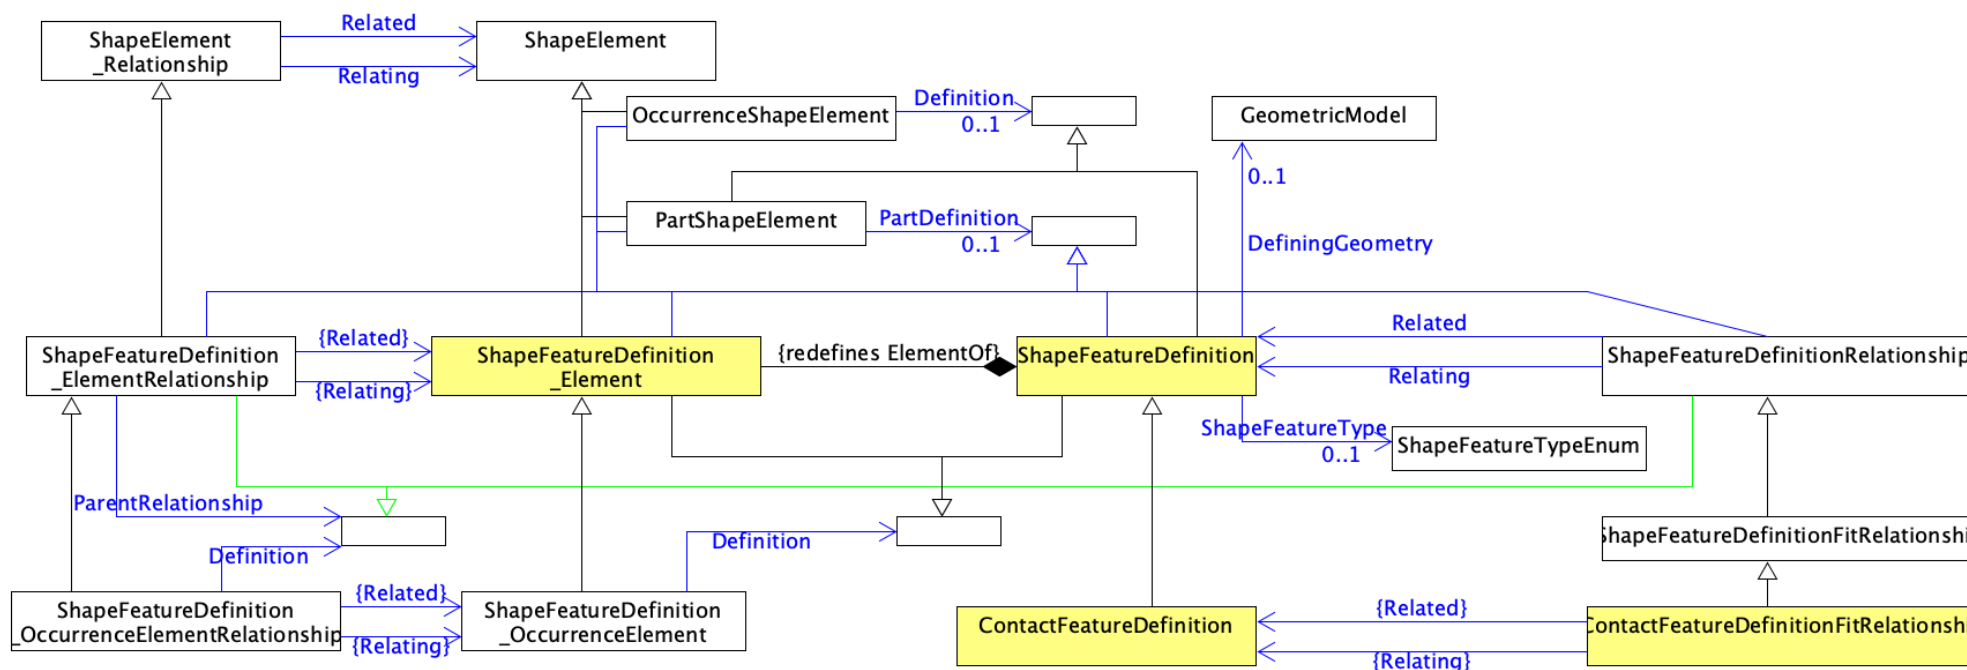 ShapeElement
_Relationship
Related
Relating
ShapeElement
OccurrenceShapeElement
Definition
0..1
GeometricModel
0..1
PartShapeElement
PartDefinition
0..1
DefiningGeometry
ShapeFeatureDefinition
_ElementRelationship
{Related}
{Relating}
ShapeFeatureDefinition
_Element
{redefines ElementOf}
ShapeFeatureDefinition
Related
Relating
ShapeFeatureDefinitionRelationship
ShapeFeatureType
0..1
ShapeFeatureTypeEnum
ParentRelationship
Definition
Definition
ShapeFeatureDefinitionFitRelationshi
ShapeFeatureDefinition
_OccurrenceElementRelationship
{Related}
{Relating}
ShapeFeatureDefinition
_OccurrenceElement
ContactFeatureDefinition
{Related}
{Relating}
ContactFeatureDefinitionFitRelationsh